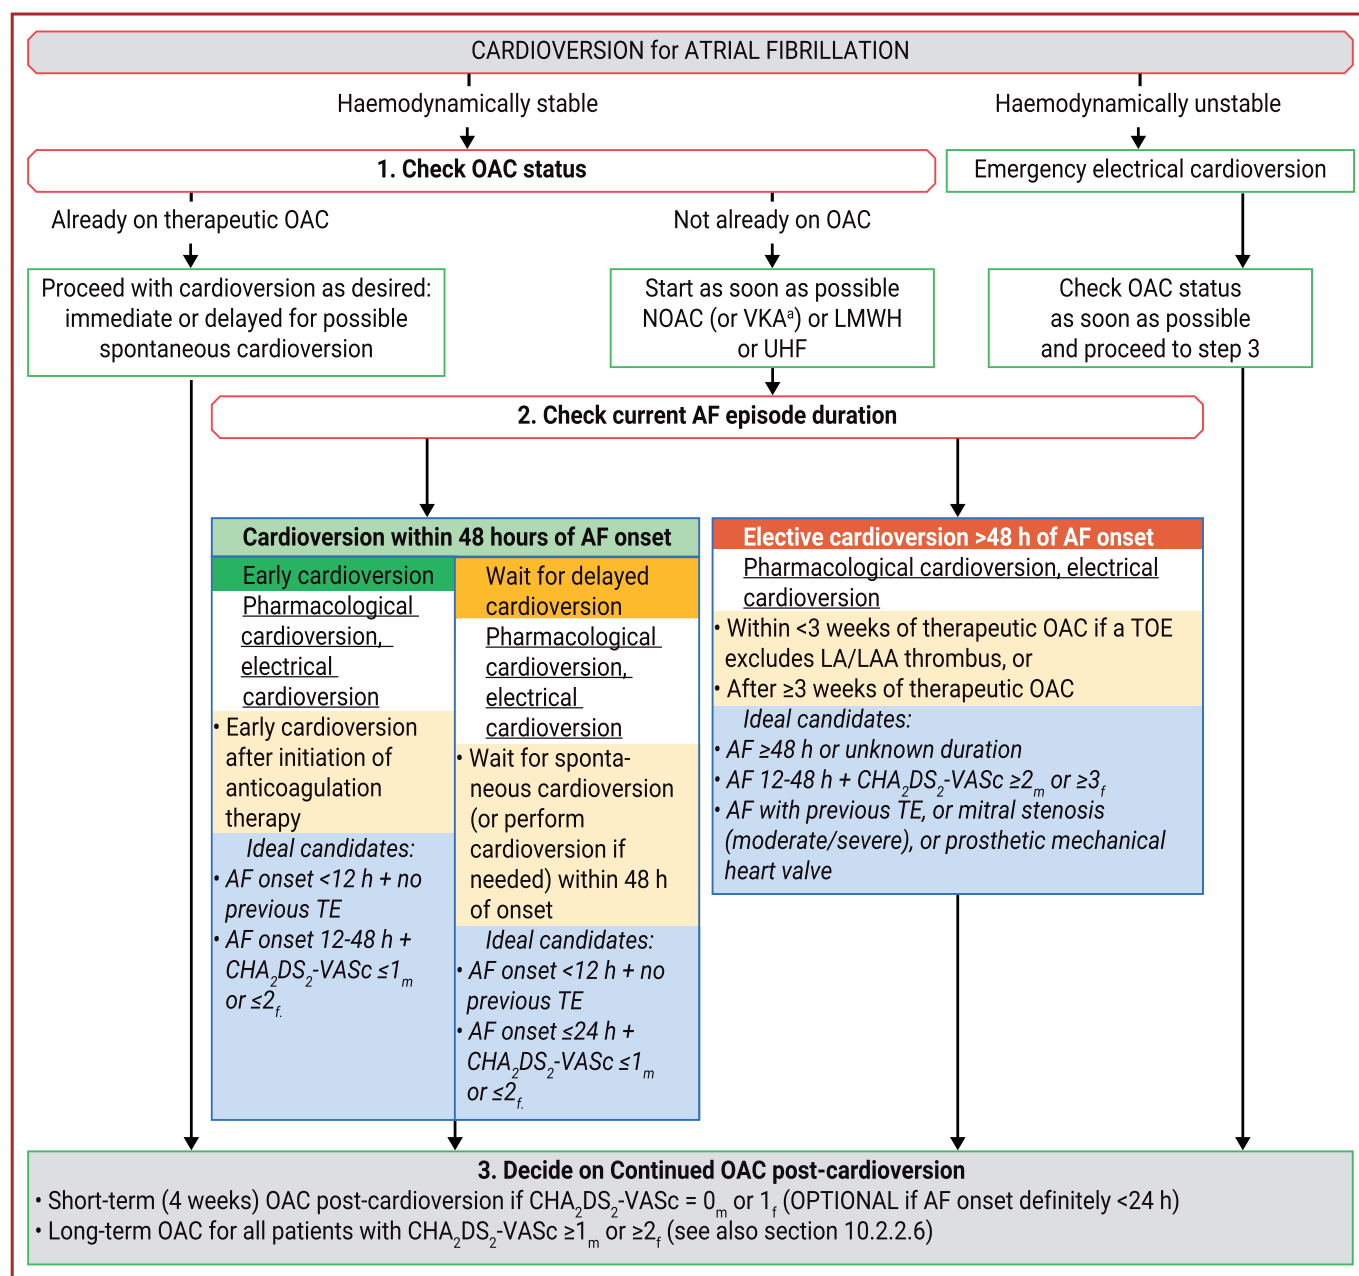 CARDIOVERSION for ATRIAL FIBRILLATION
Haemodynamically stable
Haemodynamically unstable
1. Check OAC status
Emergency electrical cardioversion
Already on therapeutic OAC
Not already on OAC
Proceed with cardioversion as desired:
immediate or delayed for possible
spontaneous cardioversion
Start as soon as possible
NOAC (or VKAᵃ) or LMWH
or UHF
Check OAC status
as soon as possible
and proceed to step 3
2. Check current AF episode duration
Cardioversion within 48 hours of AF onset
Early cardioversion
Pharmacological
cardioversion,
electrical
cardioversion
• Early cardioversion
after initiation of
anticoagulation
therapy
Ideal candidates:
• AF onset <12 h + no
previous TE
• AF onset 12-48 h +
CHA₂DS₂-VASc ≤1ₘ
or ≤2f.
Wait for delayed
cardioversion
Pharmacological
cardioversion,
electrical
cardioversion
• Wait for sponta-
neous cardioversion
(or perform
cardioversion if
needed) within 48 h
of onset
Ideal candidates:
• AF onset <12 h + no
previous TE
• AF onset ≤24 h +
CHA₂DS₂-VASc ≤1ₘ
or ≤2f.
Elective cardioversion >48 h of AF onset
Pharmacological cardioversion, electrical
cardioversion
• Within <3 weeks of therapeutic OAC if a TOE
excludes LA/LAA thrombus, or
• After ≥3 weeks of therapeutic OAC
Ideal candidates:
• AF ≥48 h or unknown duration
• AF 12-48 h + CHA₂DS₂-VASc ≥2ₘ or ≥3f
• AF with previous TE, or mitral stenosis
(moderate/severe), or prosthetic mechanical
heart valve
3. Decide on Continued OAC post-cardioversion
• Short-term (4 weeks) OAC post-cardioversion if CHA₂DS₂-VASc = 0ₘ or 1f (OPTIONAL if AF onset definitely <24 h)
• Long-term OAC for all patients with CHA₂DS₂-VASc ≥1ₘ or ≥2f (see also section 10.2.2.6)